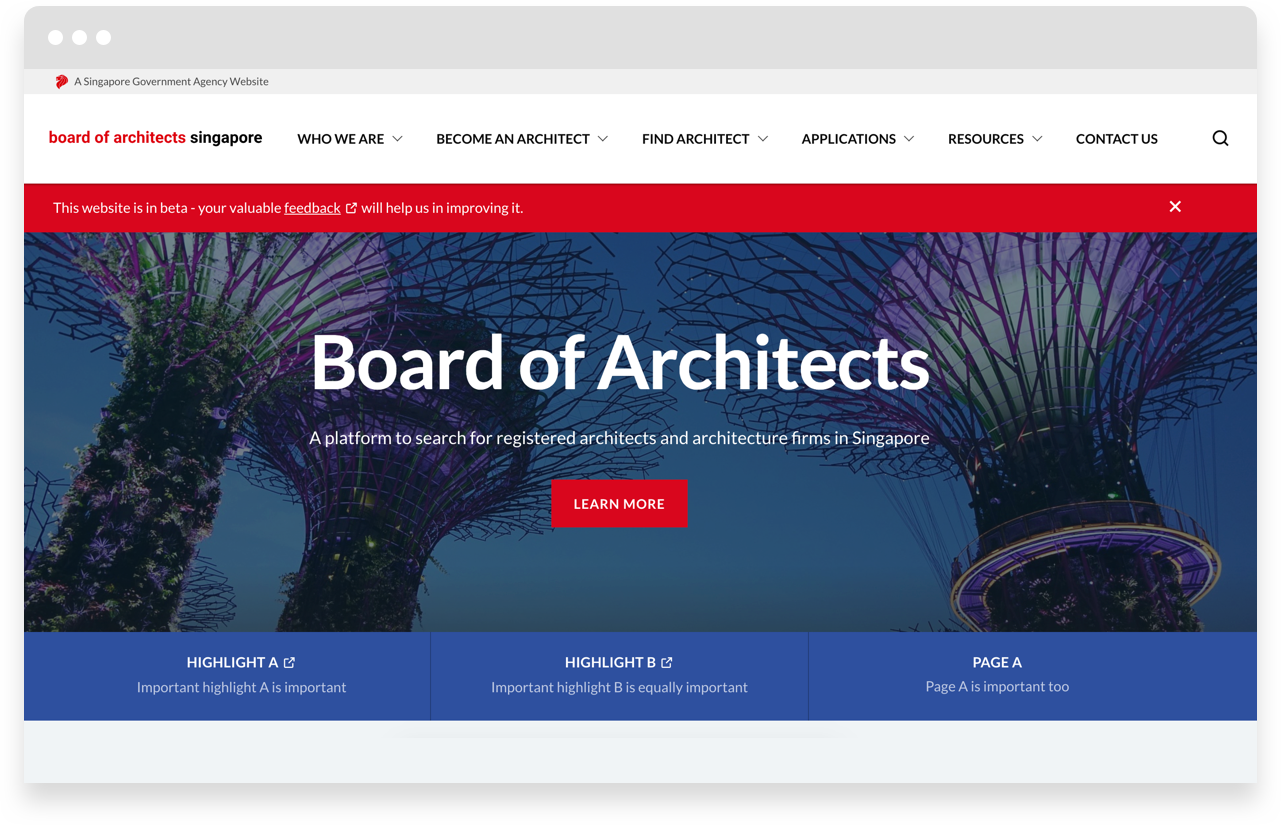 A Singapore Government Agency Website
board of architects singapore
WHO WE ARE
BECOME AN ARCHITECT
FIND ARCHITECT
APPLICATIONS
RESOURCES
CONTACT US
This website is in beta - your valuable feedback will help us in improving it.
Board of Architects
A platform to search for registered architects and architecture firms in Singapore
LEARN MORE
HIGHLIGHT A
Important highlight A is important
HIGHLIGHT B
Important highlight B is equally important
PAGE A
Page A is important too